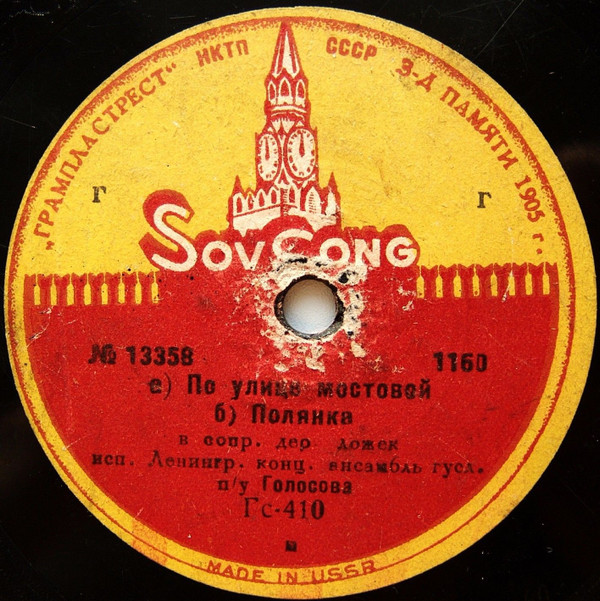 „ГРАМПЛАСТРЕСТ“ НКТП СССР З-Д ПАМЯТИ 1905 г.
Г Г
SOVSONG
№ 13358 1160
а) По улице мостовой
б) Полянка
в сопр. дер. ложек
исп. Ленингр. конц. ансамбль гусл.
п/у Голосова
Гс-410
MADE IN USSR